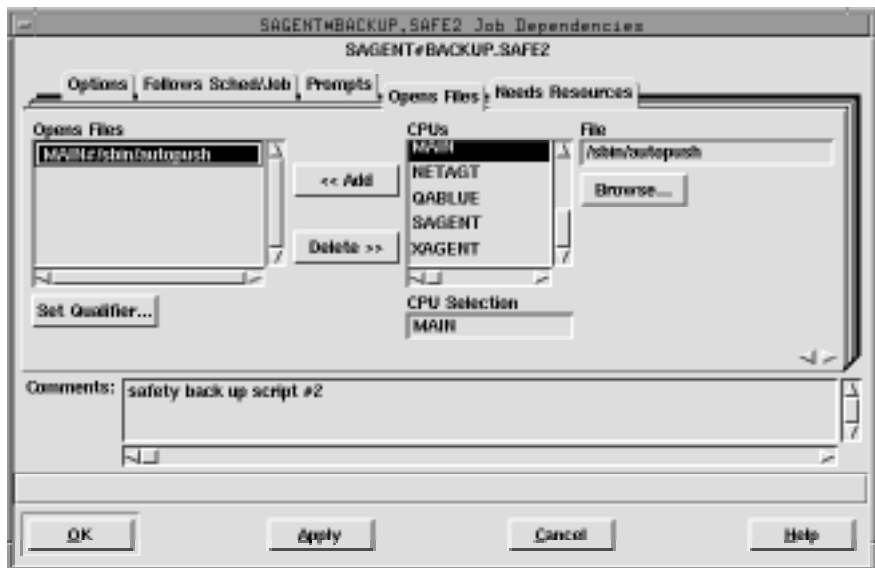 SAGENT#BACKUP.SAFE2 Job Dependencies
SAGENT#BACKUP.SAFE2
Options
Follows Sched/Job
Prompts
Opens Files
Needs Resources
Opens Files
MAIN#/sbin/autopush
<< Add
Delete >>
Set Qualifier...
CPUs
MAIN
NETAGT
QABLUE
SAGENT
XAGENT
CPU Selection
MAIN
File
/sbin/autopush
Browse...
Comments:
safety back up script #2
OK
Apply
Cancel
Help